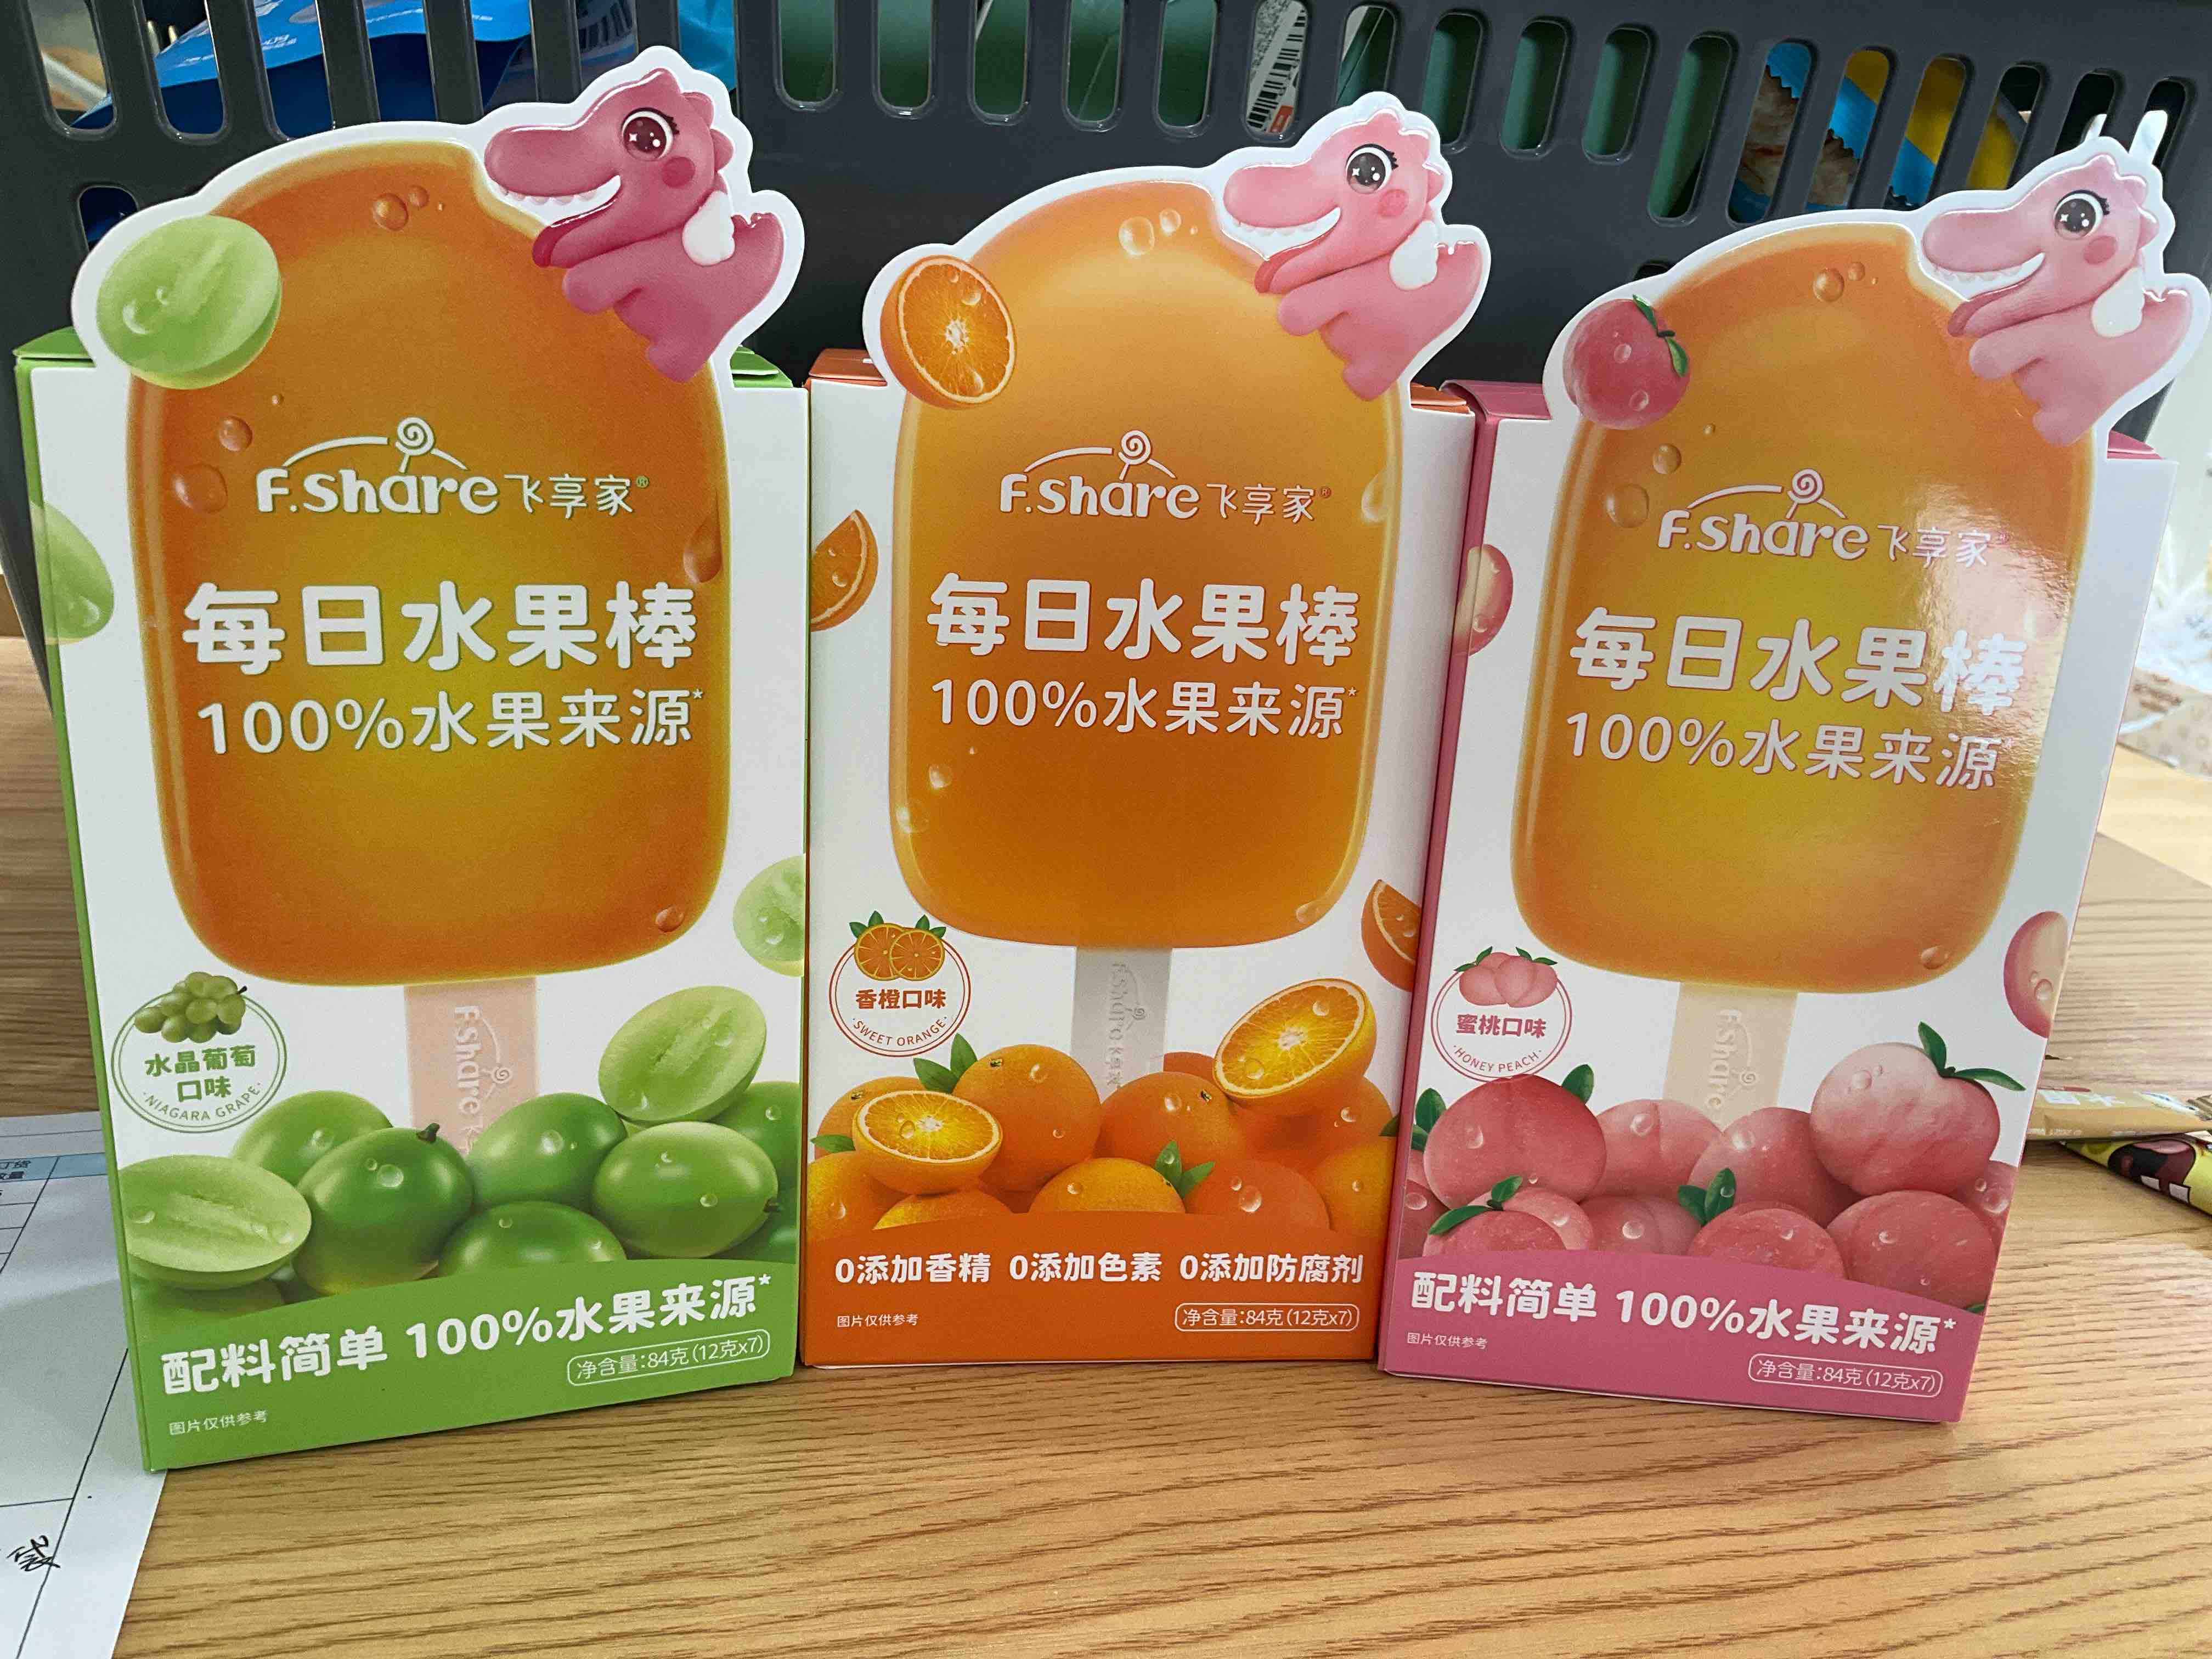 F.share飞享家®
每日水果棒
100%水果来源*
F.Share
水晶葡萄
口味
·NIAGARA GRAPE·
配料简单 100%水果来源*
净含量:84克(12克x7)
图片仅供参考
F.share飞享家®
每日水果棒
100%水果来源*
F.Share
香橙口味
·SWEET ORANGE·
0添加香精 0添加色素 0添加防腐剂
图片仅供参考
净含量:84克(12克x7)
F.share飞享家®
每日水果棒
100%水果来源*
F.Share
蜜桃口味
·HONEY PEACH·
配料简单 100%水果来源*
图片仅供参考
净含量:84克(12克x7)